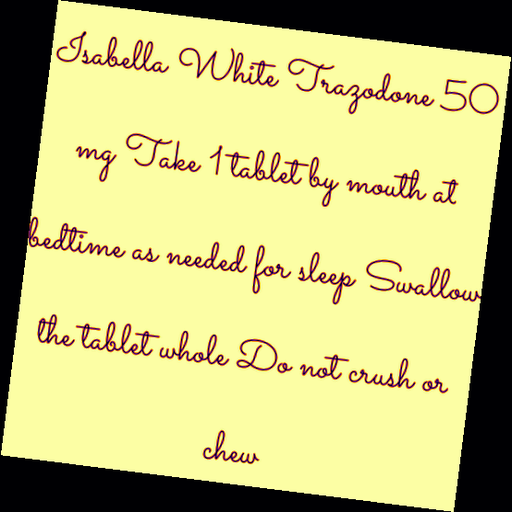 Isabella White Trazodone 50
mg Take 1 tablet by mouth at
bedtime as needed for sleep Swallow
the tablet whole Do not crush or
chew